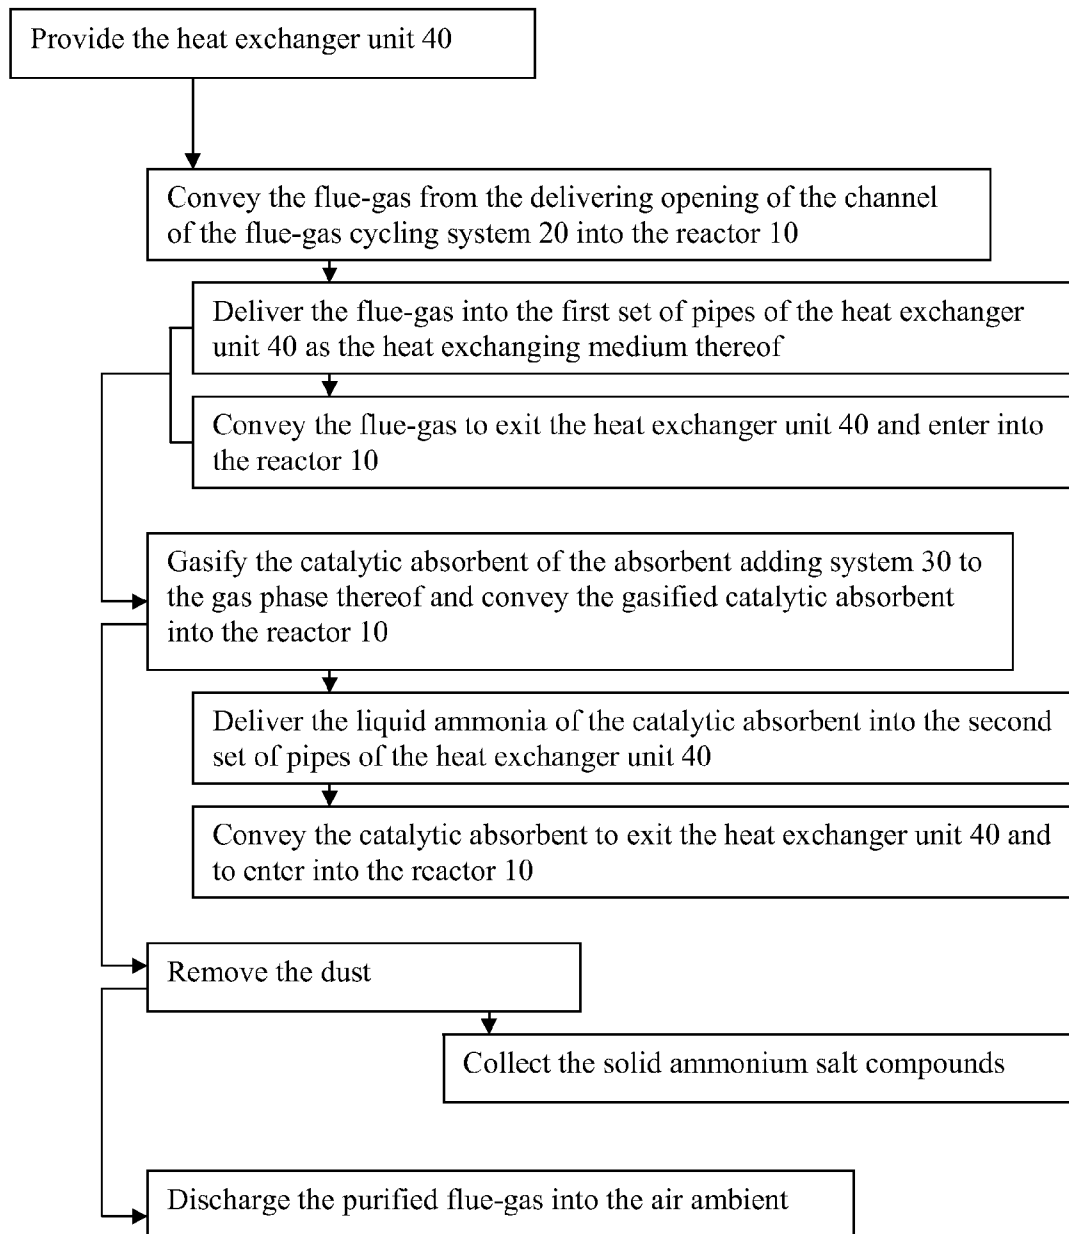 Provide the heat exchanger unit 40
Convey the flue-gas from the delivering opening of the channel
of the flue-gas cycling system 20 into the reactor 10
Deliver the flue-gas into the first set of pipes of the heat exchanger
unit 40 as the heat exchanging medium thereof
Convey the flue-gas to exit the heat exchanger unit 40 and enter into
the reactor 10
Gasify the catalytic absorbent of the absorbent adding system 30 to
the gas phase thereof and convey the gasified catalytic absorbent
into the reactor 10
Deliver the liquid ammonia of the catalytic absorbent into the second
set of pipes of the heat exchanger unit 40
Convey the catalytic absorbent to exit the heat exchanger unit 40 and
to enter into the reactor 10
Remove the dust
Collect the solid ammonium salt compounds
Discharge the purified flue-gas into the air ambient